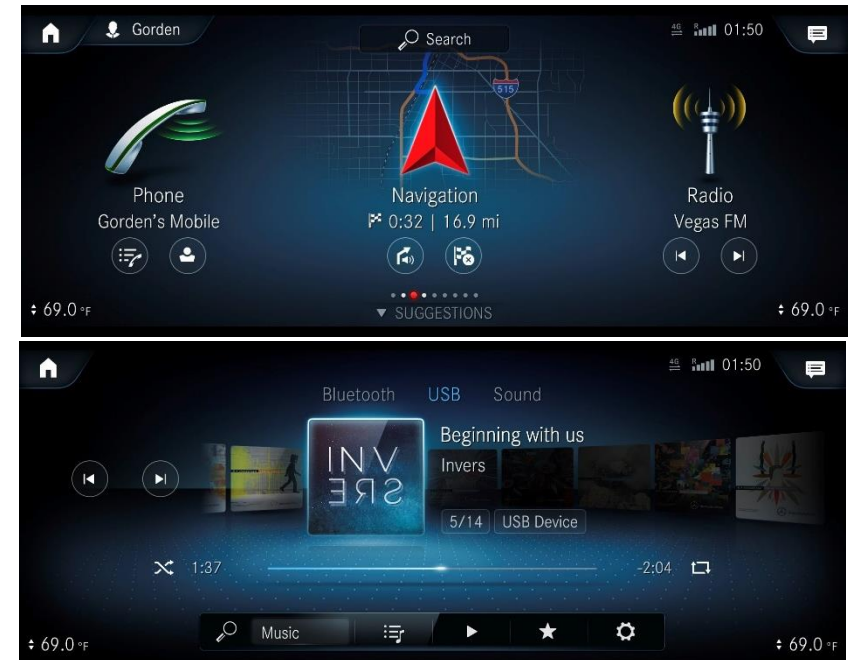 Gorden
Search
4G R 01:50
515
Phone
Gorden's Mobile
Navigation
0:32 | 16.9 mi
Radio
Vegas FM
69.0 °F
SUGGESTIONS
69.0 °F
4G R 01:50
Bluetooth USB Sound
INV
SRE
Beginning with us
Invers
5/14 USB Device
1:37
-2:04
Music
69.0 °F
69.0 °F